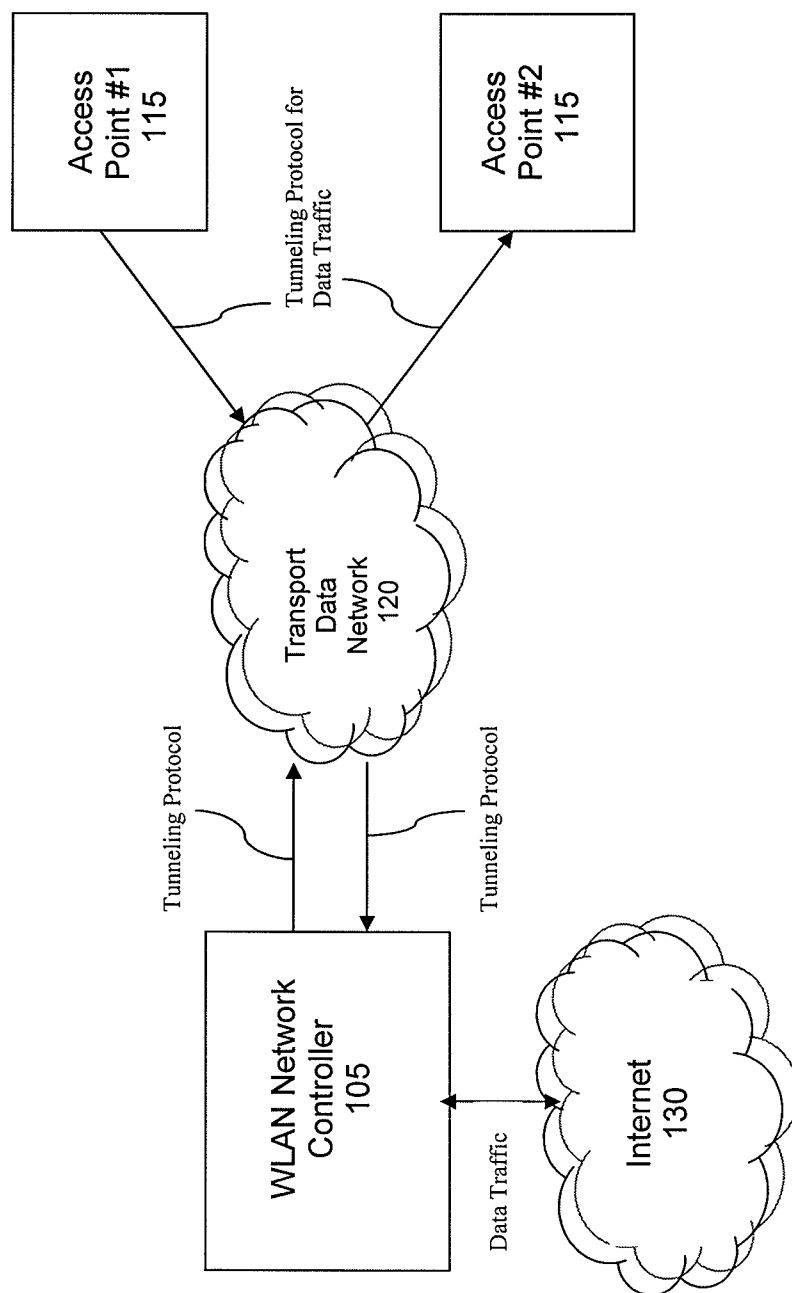 WLAN Network
Controller
105
Tunneling Protocol
Tunneling Protocol
Data Traffic
Internet
130
Transport
Data
Network
120
Tunneling Protocol for
Data Traffic
Access
Point #1
115
Access
Point #2
115